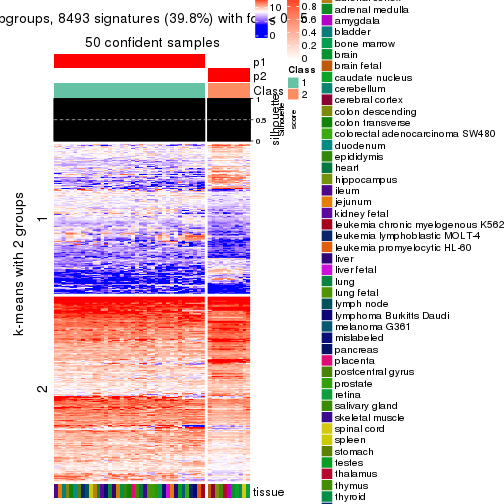 ogroups, 8493 signatures (39.8%) with fd
50 confident samples
p1
p2
Class
1
0.5
0
silhouette
score
k-means with 2 groups
1
2
tissue
10
0
0.8
0.6
0.4
0.2
0
Class
1
2
adrenal medulla
amygdala
bladder
bone marrow
brain
brain fetal
caudate nucleus
cerebellum
cerebral cortex
colon descending
colon transverse
colorectal adenocarcinoma SW480
duodenum
epididymis
heart
hippocampus
ileum
jejunum
kidney fetal
leukemia chronic myelogenous K562
leukemia lymphoblastic MOLT-4
leukemia promyelocytic HL-60
liver
liver fetal
lung
lung fetal
lymph node
lymphoma Burkitts Daudi
melanoma G361
mislabeled
pancreas
placenta
postcentral gyrus
prostate
retina
salivary gland
skeletal muscle
spinal cord
spleen
stomach
testes
thalamus
thymus
thyroid